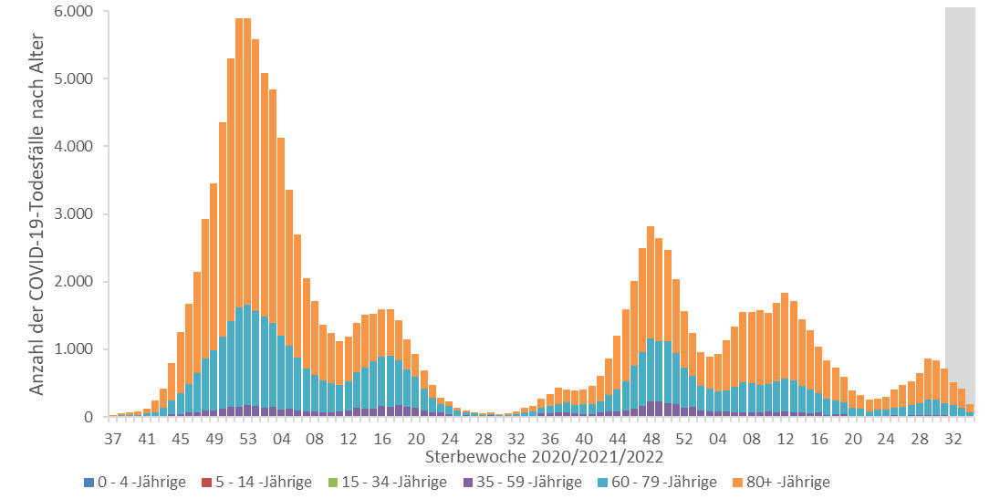 Anzahl der COVID-19-Todesfälle nach Alter
6.000
5.000
4.000
3.000
2.000
1.000
0
37 41 45 49 53 04 08 12 16 20 24 28 32 36 40 44 48 52 04 08 12 16 20 24 28 32
Sterbewoche 2020/2021/2022
0 - 4 -Jährige 5 - 14 -Jährige 15 - 34 -Jährige 35 - 59 -Jährige 60 - 79 -Jährige 80+ -Jährige